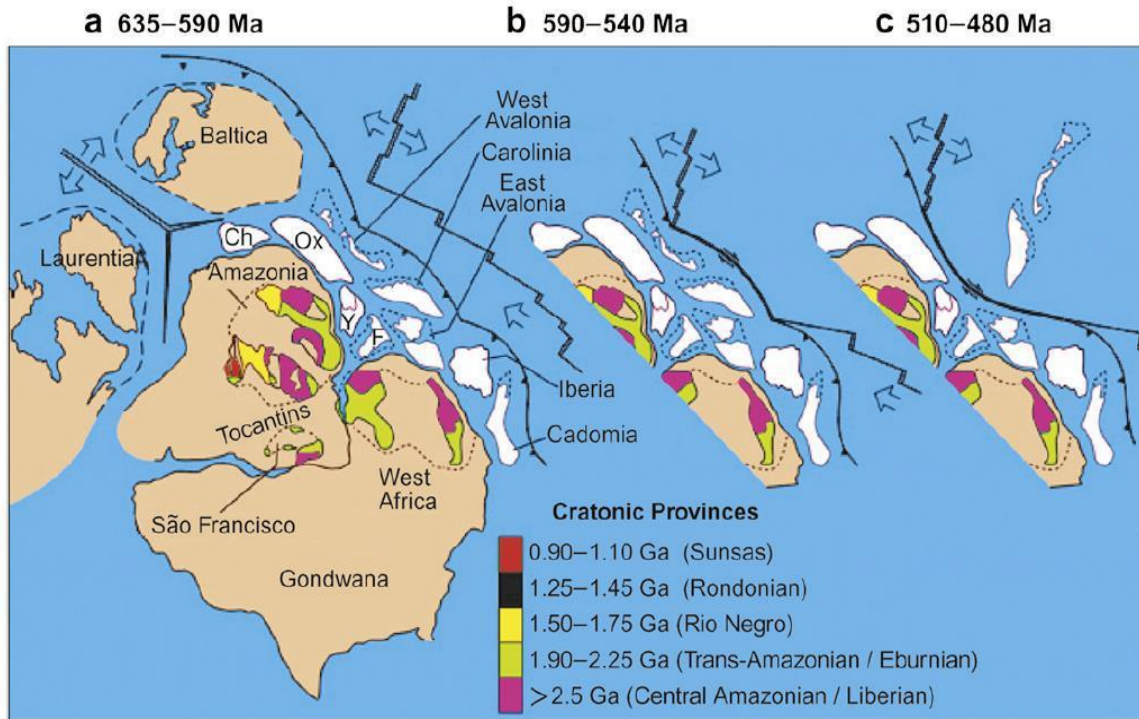 a 635–590 Ma
b 590–540 Ma
c 510–480 Ma
Baltica
West
Avalonia
Carolinia
East
Avalonia
Laurentia
Ch
Ox
Amazonia
Y
F
Iberia
Cadomia
Tocantins
West
Africa
São Francisco
Gondwana
Cratonic Provinces
0.90–1.10 Ga (Sunsas)
1.25–1.45 Ga (Rondonian)
1.50–1.75 Ga (Rio Negro)
1.90–2.25 Ga (Trans-Amazonian / Eburnian)
>2.5 Ga (Central Amazonian / Liberian)